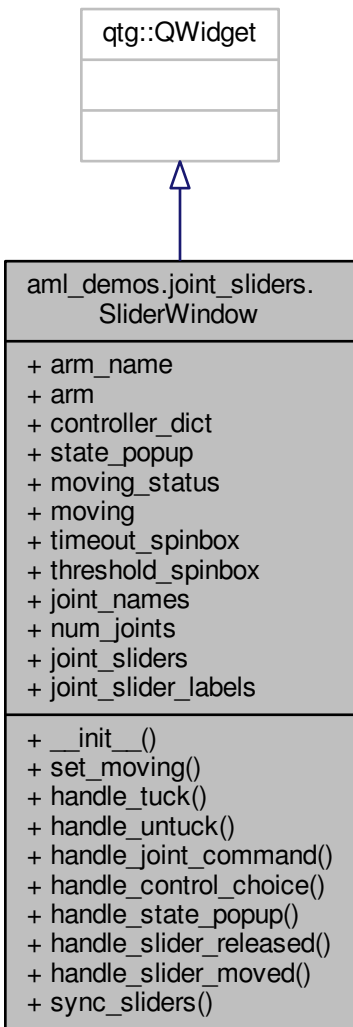 qtg::QWidget
aml_demos.joint_sliders.
SliderWindow
+ arm_name
+ arm
+ controller_dict
+ state_popup
+ moving_status
+ moving
+ timeout_spinbox
+ threshold_spinbox
+ joint_names
+ num_joints
+ joint_sliders
+ joint_slider_labels
+ __init__()
+ set_moving()
+ handle_tuck()
+ handle_untuck()
+ handle_joint_command()
+ handle_control_choice()
+ handle_state_popup()
+ handle_slider_released()
+ handle_slider_moved()
+ sync_sliders()